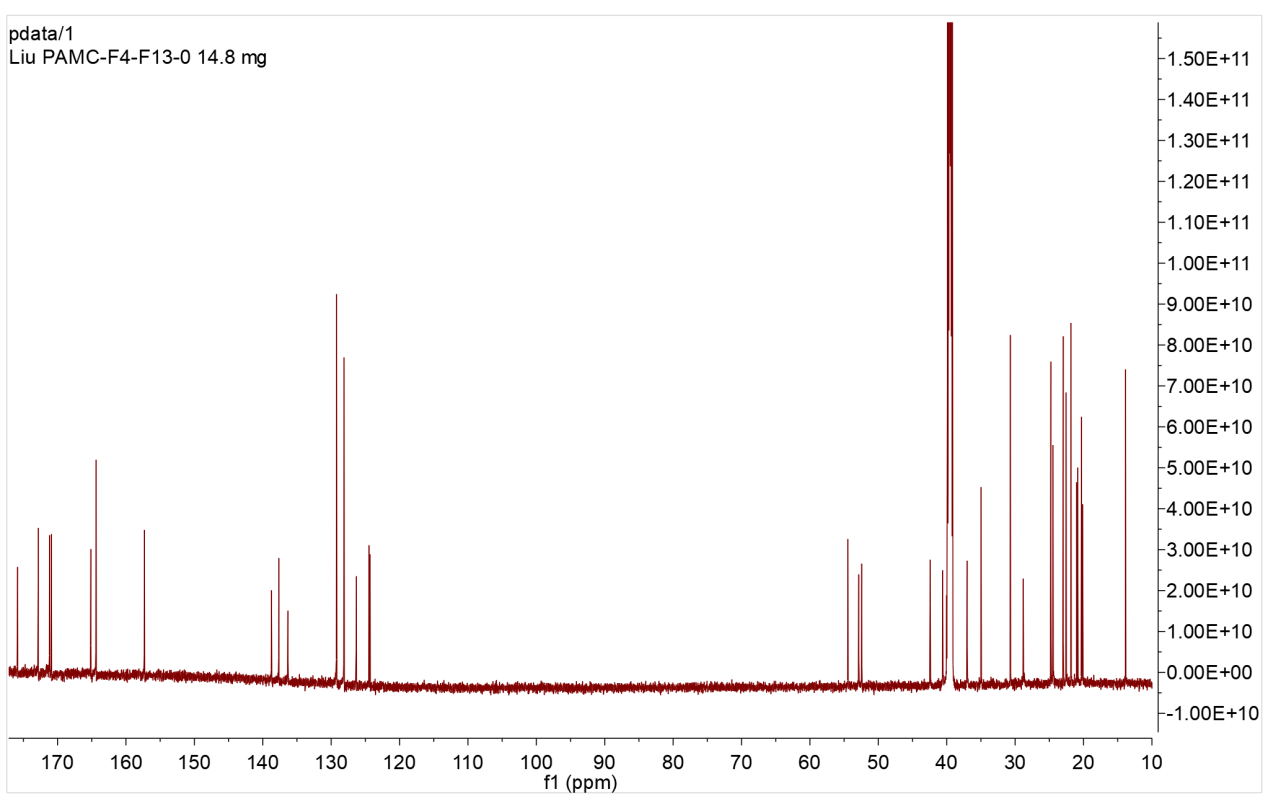 pdata/1
Liu PAMC-F4-F13-0 14.8 mg
1.50E+11
1.40E+11
1.30E+11
1.20E+11
1.10E+11
1.00E+11
9.00E+10
8.00E+10
7.00E+10
6.00E+10
5.00E+10
4.00E+10
3.00E+10
2.00E+10
1.00E+10
0.00E+00
-1.00E+10
170 160 150 140 130 120 110 100 90 80 70 60 50 40 30 20 10
f1 (ppm)